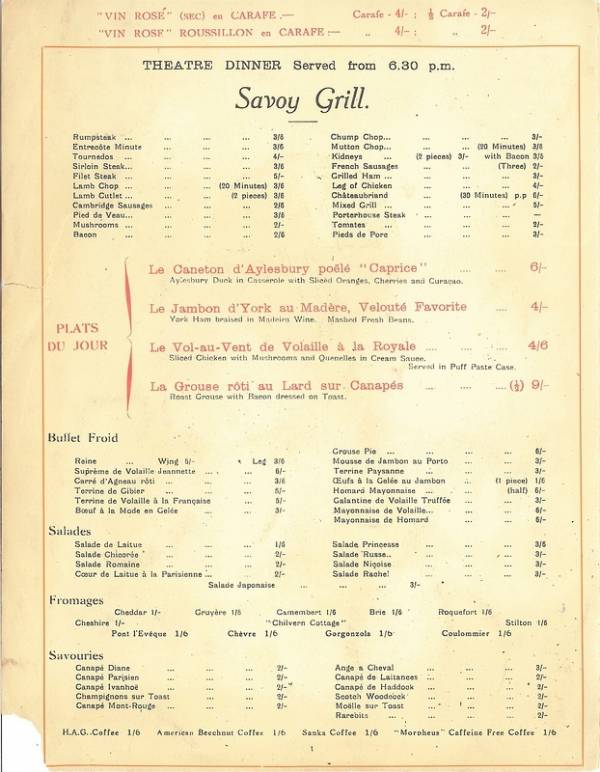 "VIN ROSÉ" (SEC) en CARAFE :— Carafe - 4/- ; ½ Carafe - 2/-
"VIN ROSE" ROUSSILLON en CARAFE :— „ 4/- ; „ 2/-
THEATRE DINNER Served from 6.30 p.m.
Savoy Grill.
Rumpsteak ... ... ... ... 3/6
Entrecôte Minute ... ... ... 3/6
Tournedos ... ... ... ... 4/-
Sirloin Steak... ... ... ... 3/6
Filet Steak ... ... ... ... 5/-
Lamb Chop ... ... (20 Minutes) 3/6
Lamb Cutlet ... ... (2 pieces) 3/6
Cambridge Sausages ... ... ... 2/6
Pied de Veau... ... ... ... 3/6
Mushrooms ... ... ... ... 2/-
Bacon ... ... ... ... 2/6
Chump Chop... ... ... ... 3/-
Mutton Chop... ... (20 Minutes) 3/6
Kidneys ... (2 pieces) 3/- with Bacon 3/6
French Sausages ... ... (Three) 2/-
Grilled Ham ... ... ... ... 3/-
Leg of Chicken ... ... ... 4/-
Châteaubriand ... (30 Minutes) p.p 6/-
Mixed Grill ... ... ... ... 5/-
Porterhouse Steak ... ... ... —
Tomates ... ... ... ... 2/-
Pieds de Porc ... ... ... 3/-
PLATS DU JOUR
Le Caneton d'Aylesbury poêlé "Caprice" .... .... 6/-
Aylesbury Duck in Casserole with Sliced Oranges, Cherries and Curaçao.
Le Jambon d'York au Madère, Velouté Favorite .... 4/-
York Ham braised in Madeira Wine. Mashed Fresh Beans.
Le Vol-au-Vent de Volaille à la Royale .... .... 4/6
Sliced Chicken with Mushrooms and Quenelles in Cream Sauce.
Served in Puff Paste Case.
La Grouse rôti au Lard sur Canapés .... .... (½) 9/-
Roast Grouse with Bacon dressed on Toast.
Buffet Froid
Reine ... Wing 5/- Leg 3/6
Suprème de Volaille Jeannette ... ... 6/-
Carré d'Agneau rôti ... ... ... 3/6
Terrine de Gibier ... ... ... 5/-
Terrine de Volaille à la Française ... 5/-
Bœuf à la Mode en Gelée ... ... 3/-
Grouse Pie ... ... ... ... 6/-
Mousse de Jambon au Porto ... ... 3/-
Terrine Paysanne ... ... ... 3/-
Œufs à la Gelée au Jambon ... (1 piece) 1/6
Homard Mayonnaise ... ... (half) 6/-
Galantine de Volaille Truffée ... ... 3/-
Mayonnaise de Volaille... ... ... 6/-
Mayonnaise de Homard ... ... 6/-
Salades
Salade de Laitue ... ... ... 1/6
Salade Chicorée ... ... ... 2/-
Salade Romaine ... ... ... 2/-
Cœur de Laitue à la Parisienne ... ... 2/-
Salade Princesse ... ... ... 3/6
Salade Russe.. ... ... ... 3/-
Salade Niçoise ... ... ... 3/-
Salade Rachel ... ... ... 3/-
Salade Japonaise ... ... ... 3/-
Fromages
Cheddar 1/- Gruyère 1/6 Camembert 1/6 Brie 1/6 Roquefort 1/6
Cheshire 1/- "Chilvern Cottage" Stilton 1/6
Pont l'Evêque 1/6 Chèvre 1/6 Gorgonzola 1/6 Coulommier 1/6
Savouries
Canapé Diane ... ... ... 2/-
Canapé Parisien ... ... ... 2/-
Canapé Ivanhoë ... ... ... 2/-
Champignons sur Toast ... ... 2/-
Canapé Mont-Rouge ... ... ... 2/-
Ange a Cheval ... ... ... 3/-
Canapé de Laitances ... ... ... 2/-
Canapé de Haddock ... ... ... 2/-
Scotch Woodcock ... ... ... 2/-
Moëlle sur Toast ... ... ... 2/-
Rarebits ... ... ... ... 2/-
H.A.G. Coffee 1/6 American Beechnut Coffee 1/6 Sanka Coffee 1/6 "Morpheus" Caffeine Free Coffee 1/6
1